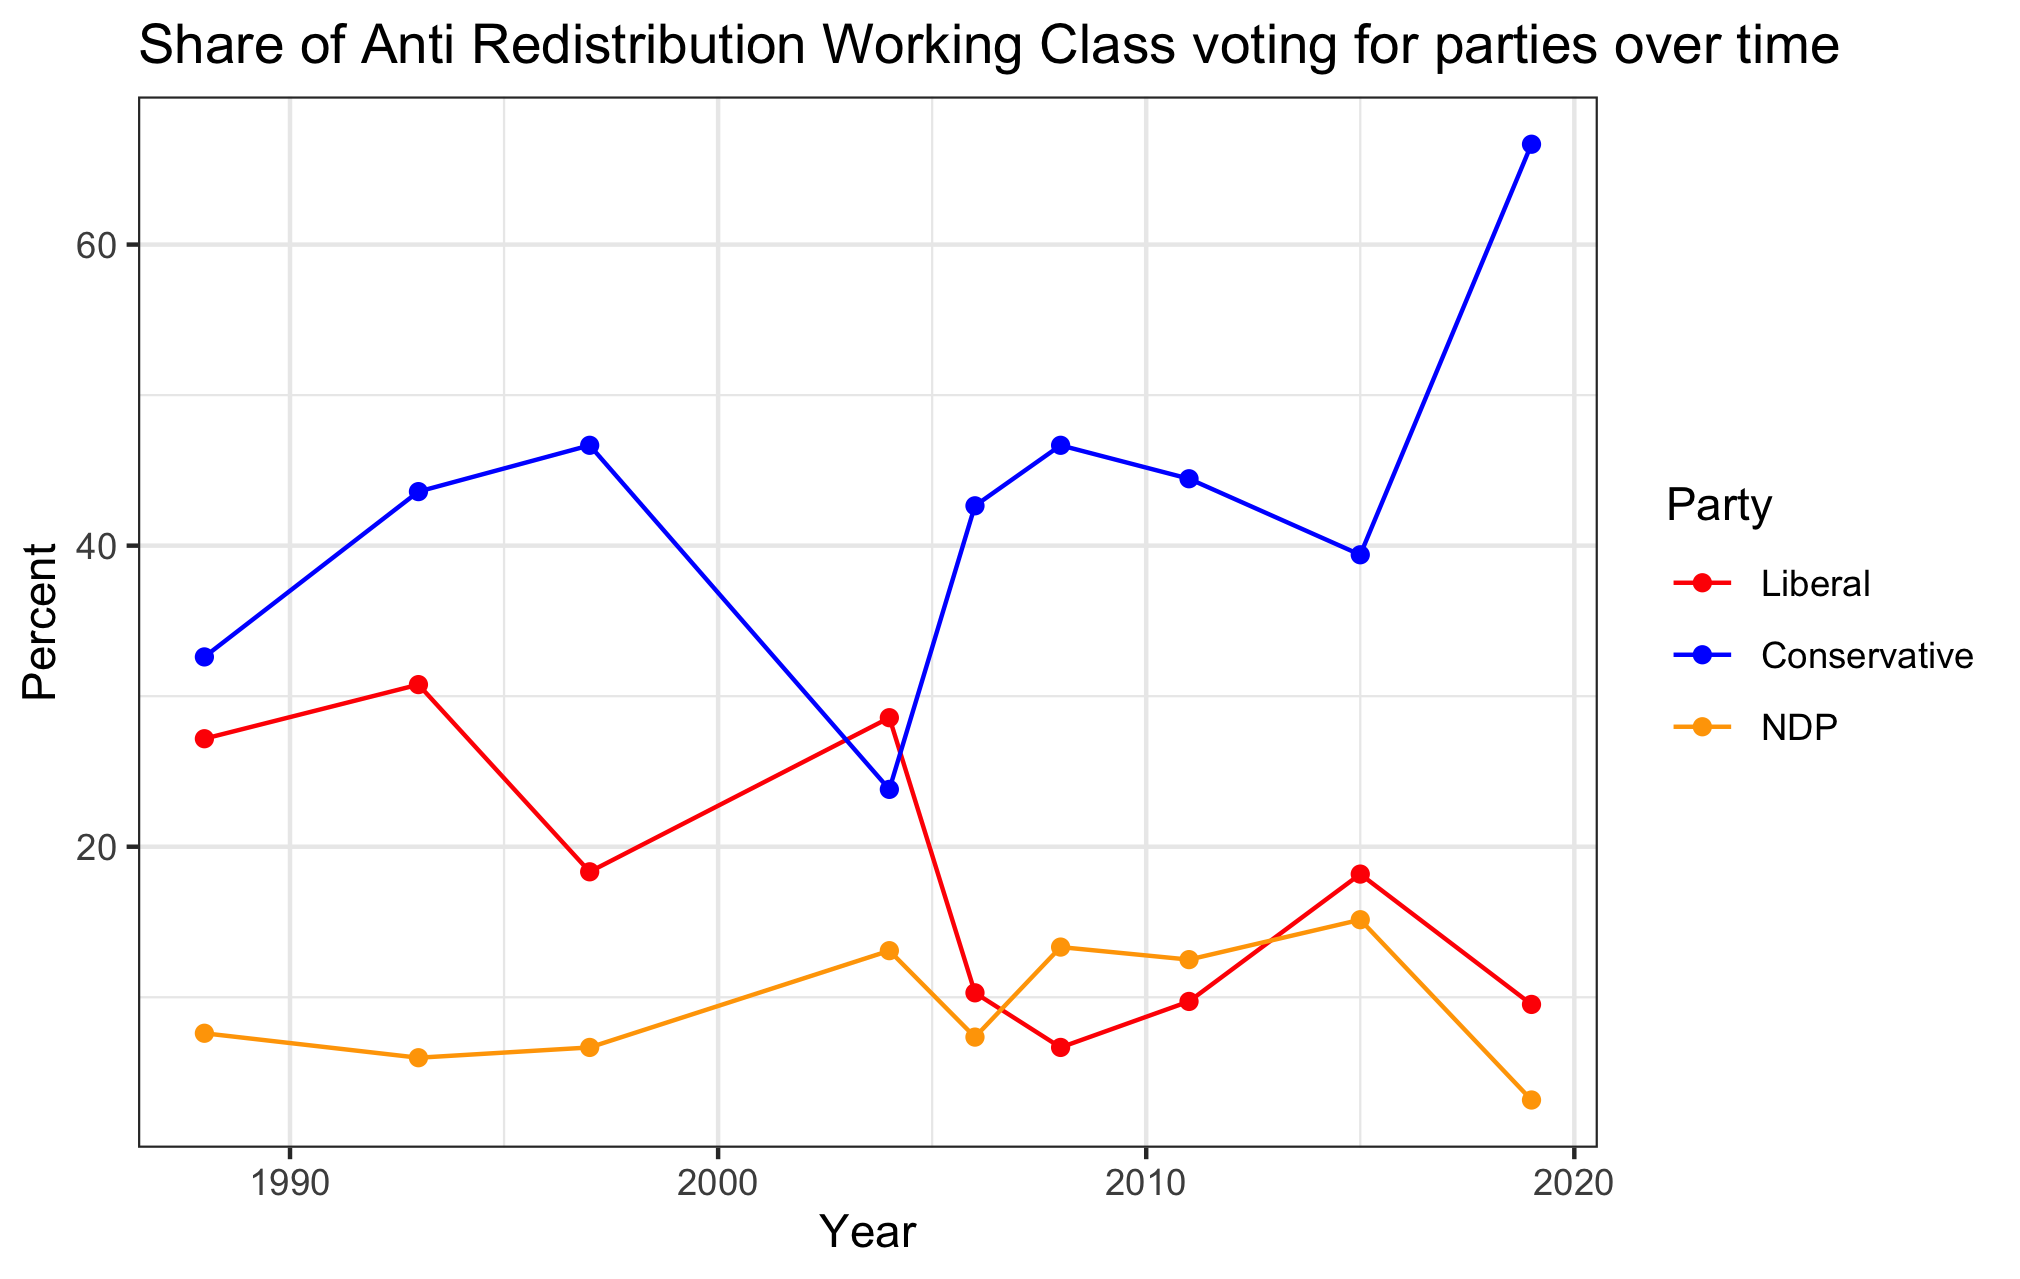 Share of Anti Redistribution Working Class voting for parties over time
Percent
60
40
20
1990
2000
2010
2020
Year
Party
Liberal
Conservative
NDP